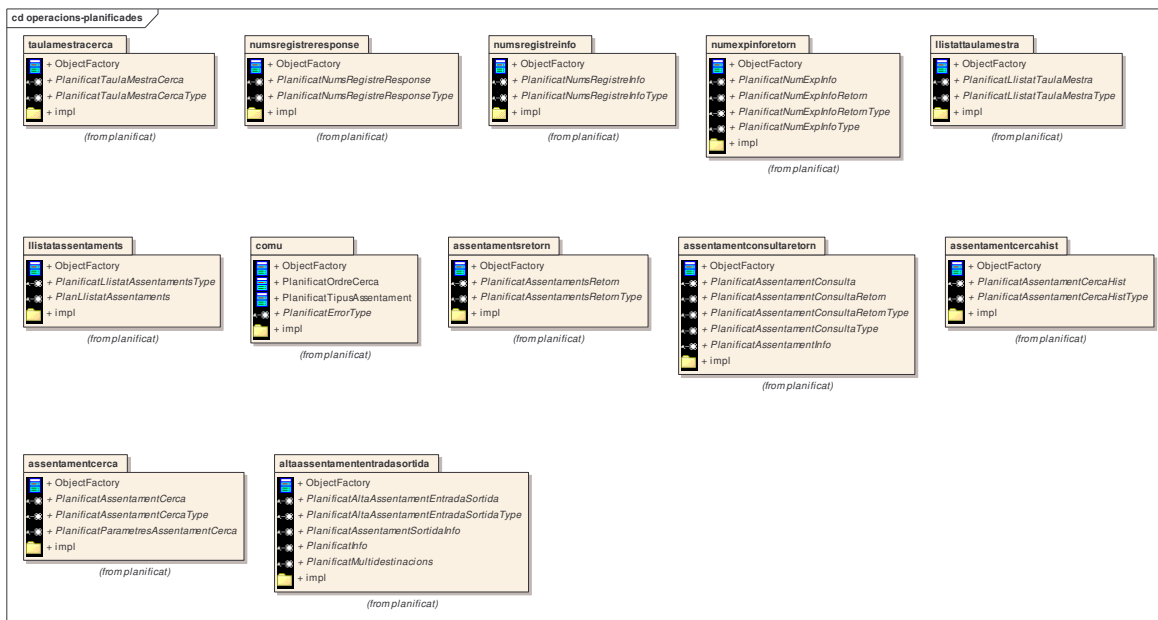 cd operacions-planificades
taulamestracerca
+ ObjectFactory
+ PlanificatTaulaMestraCerca
+ PlanificatTaulaMestraCercaType
+ impl
(from planificat)
numsregistreresponse
+ ObjectFactory
+ PlanificatNumsRegistreResponse
+ PlanificatNumsRegistreResponseType
+ impl
(from planificat)
numsregistreinfo
+ ObjectFactory
+ PlanificatNumsRegistreInfo
+ PlanificatNumsRegistreInfoType
+ impl
(from planificat)
numexpinforetorn
+ ObjectFactory
+ PlanificatNumExpInfo
+ PlanificatNumExpInfoRetorn
+ PlanificatNumExpInfoRetornType
+ PlanificatNumExpInfoType
+ impl
(from planificat)
llistattaulamestra
+ ObjectFactory
+ PlanificatLlistatTaulaMestra
+ PlanificatLlistatTaulaMestraType
+ impl
(from planificat)
llistatassentaments
+ ObjectFactory
+ PlanificatLlistatAssentamentsType
+ PlanLlistatAssentaments
+ impl
(from planificat)
comu
+ ObjectFactory
+ PlanificatOrdreCerca
+ PlanificatTipusAssentament
+ PlanificatErrorType
+ impl
(from planificat)
assentamentsretorn
+ ObjectFactory
+ PlanificatAssentamentsRetorn
+ PlanificatAssentamentsRetornType
+ impl
(from planificat)
assentamentconsultaretorn
+ ObjectFactory
+ PlanificatAssentamentConsulta
+ PlanificatAssentamentConsultaRetorn
+ PlanificatAssentamentConsultaRetornType
+ PlanificatAssentamentConsultaType
+ PlanificatAssentamentInfo
+ impl
(from planificat)
assentamentcercahist
+ ObjectFactory
+ PlanificatAssentamentCercaHist
+ PlanificatAssentamentCercaHistType
+ impl
(from planificat)
assentamentcerca
+ ObjectFactory
+ PlanificatAssentamentCerca
+ PlanificatAssentamentCercaType
+ PlanificatParametresAssentamentCerca
+ impl
(from planificat)
altaassentamententradasortida
+ ObjectFactory
+ PlanificatAltaAssentamentEntradaSortida
+ PlanificatAltaAssentamentEntradaSortidaType
+ PlanificatAssentamentSortidaInfo
+ PlanificatInfo
+ PlanificatMultidestinacions
+ impl
(from planificat)